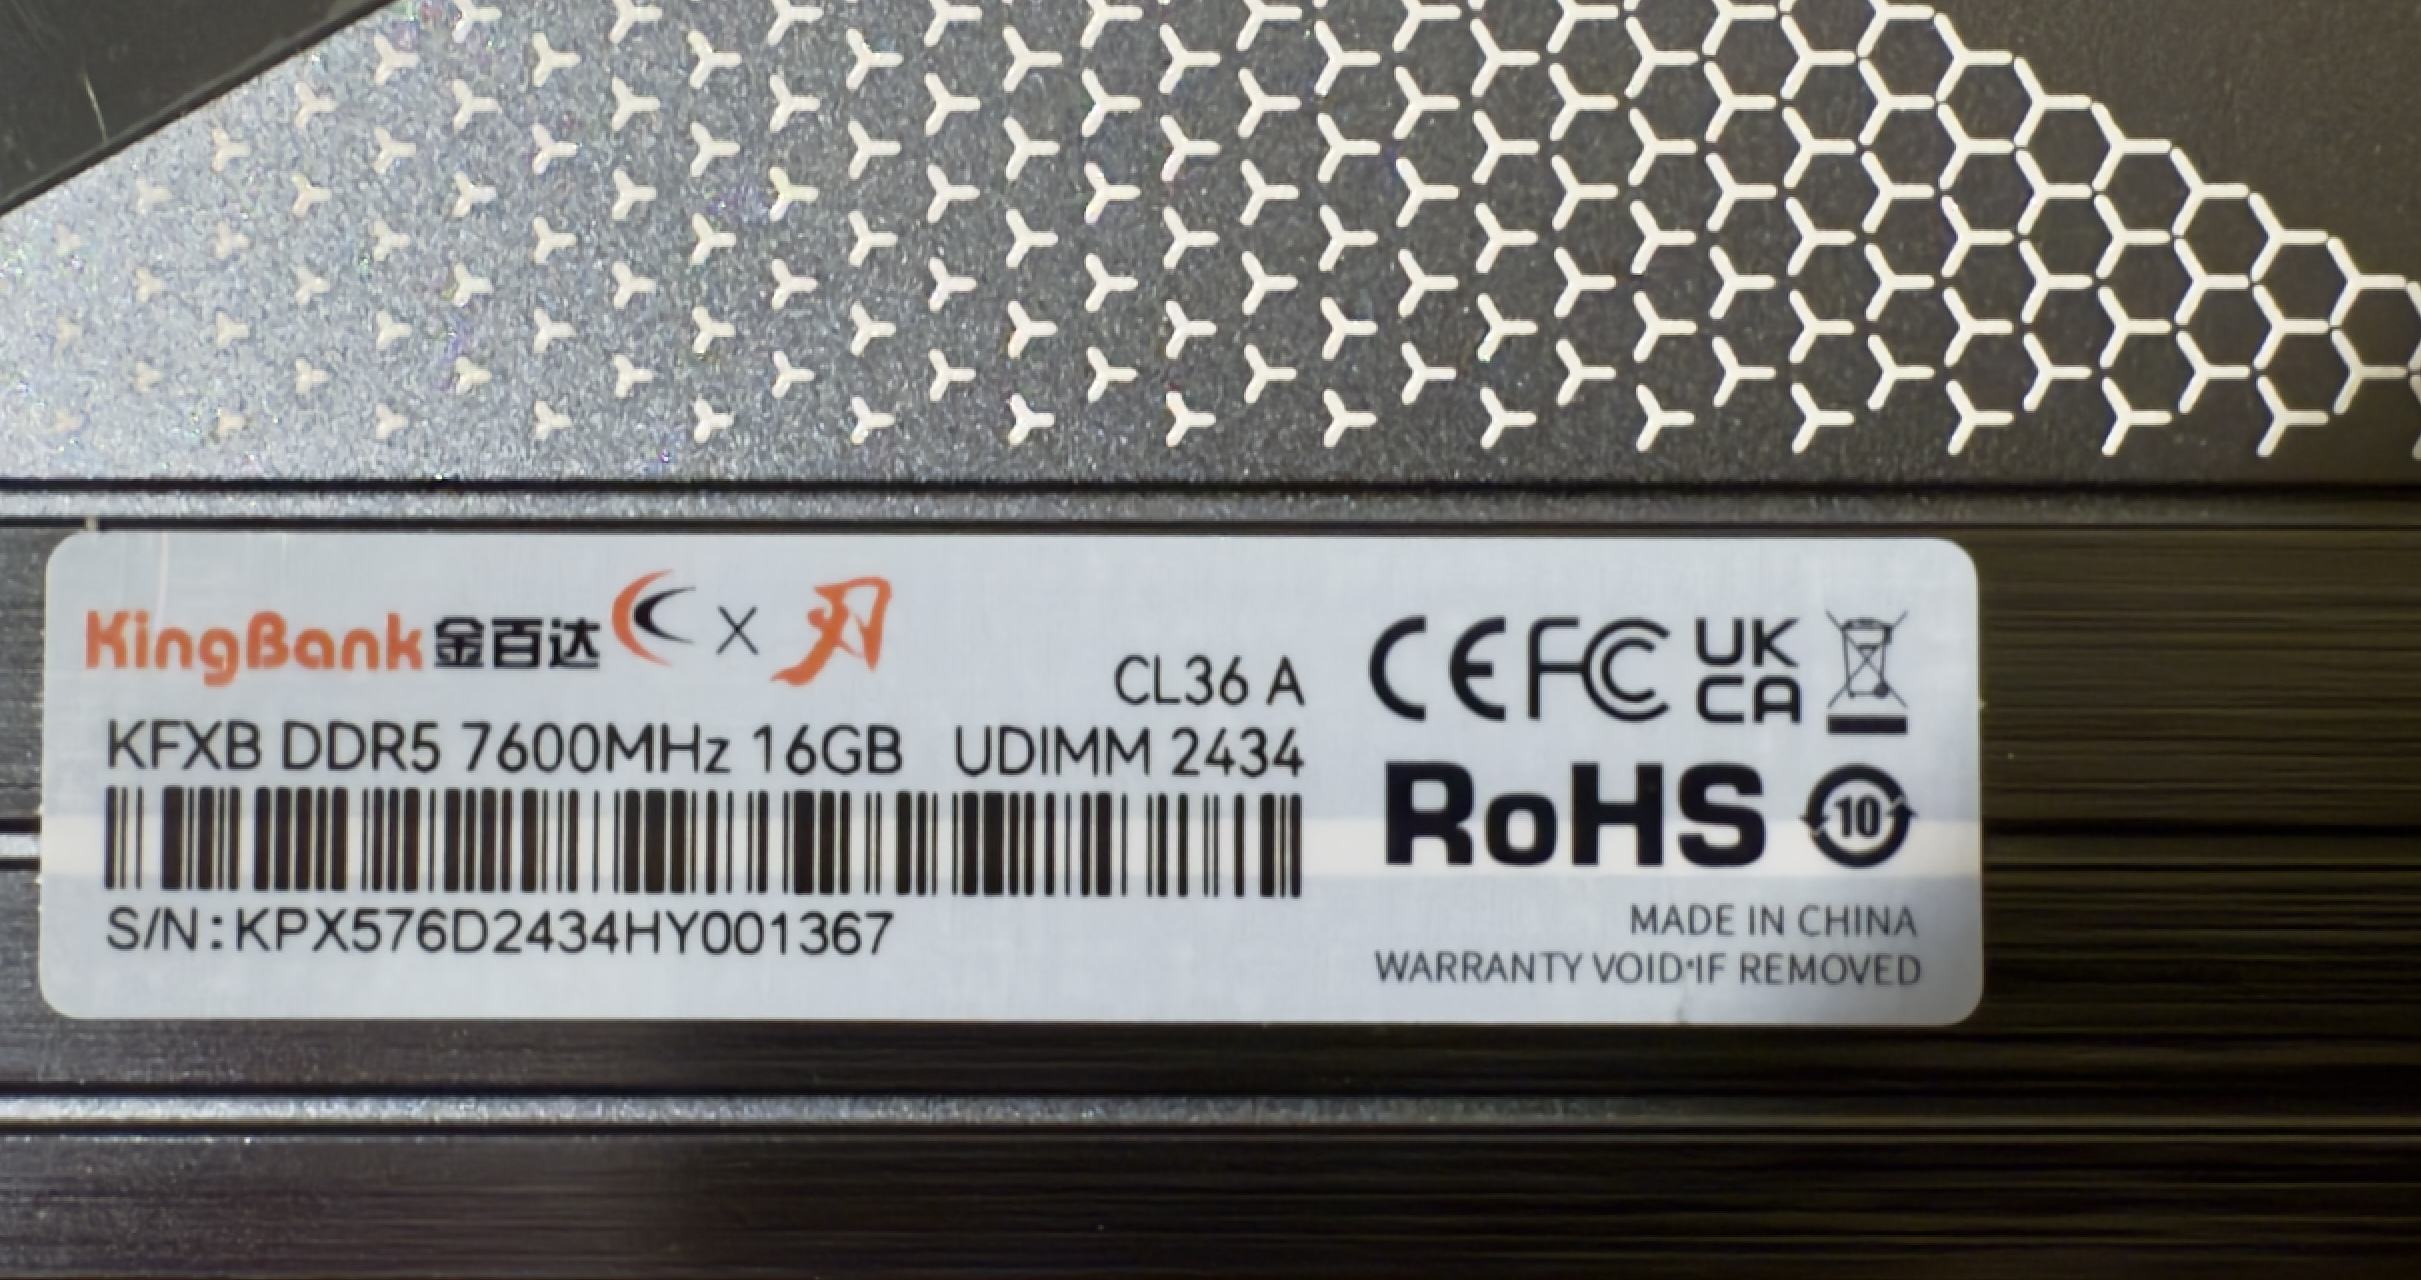 KingBank金百达 x 刃
CL36 A
KFXB DDR5 7600MHz 16GB UDIMM 2434
S/N:KPX576D2434HY001367
CE FC UK CA
RoHS 10
MADE IN CHINA
WARRANTY VOID IF REMOVED